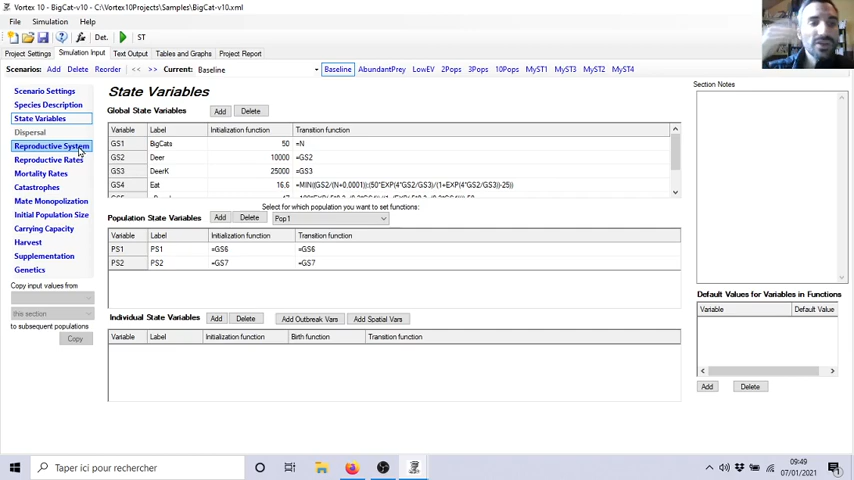 Vortex 10 - BigCat-v10 - C:\Vortex10Projects\Samples\BigCat-v10.xml
File Simulation Help
Det. ST
Project Settings Simulation Input Text Output Tables and Graphs Project Report
Scenarios: Add Delete Reorder << >> Current: Baseline Baseline AbundantPrey LowEV 2Pops 3Pops 10Pops MyST1 MyST3 MyST2 MyST4
Scenario Settings
Species Description
State Variables
Dispersal
Reproductive System
Reproductive Rates
Mortality Rates
Catastrophes
Mate Monopolization
Initial Population Size
Carrying Capacity
Harvest
Supplementation
Genetics
Copy input values from
this section
to subsequent populations
Copy
State Variables
Global State Variables Add Delete
Variable Label Initialization function Transition function
GS1 BigCats 50 =N
GS2 Deer 10000 =GS2
GS3 DeerK 25000 =GS3
GS4 Eat 16.6 =MIN((GS2/(N+0.0001));(50*EXP(4*GS2/GS3)/(1+EXP(4*GS2/GS3))-25))
Select for which population you want to set functions:
Population State Variables Add Delete Pop1
Variable Label Initialization function Transition function
PS1 PS1 =GS6 =GS6
PS2 PS2 =GS7 =GS7
Individual State Variables Add Delete Add Outbreak Vars Add Spatial Vars
Variable Label Initialization function Birth function Transition function
Section Notes
Default Values for Variables in Functions
Variable Default Value
Add Delete
Taper ici pour rechercher
09:49
07/01/2021